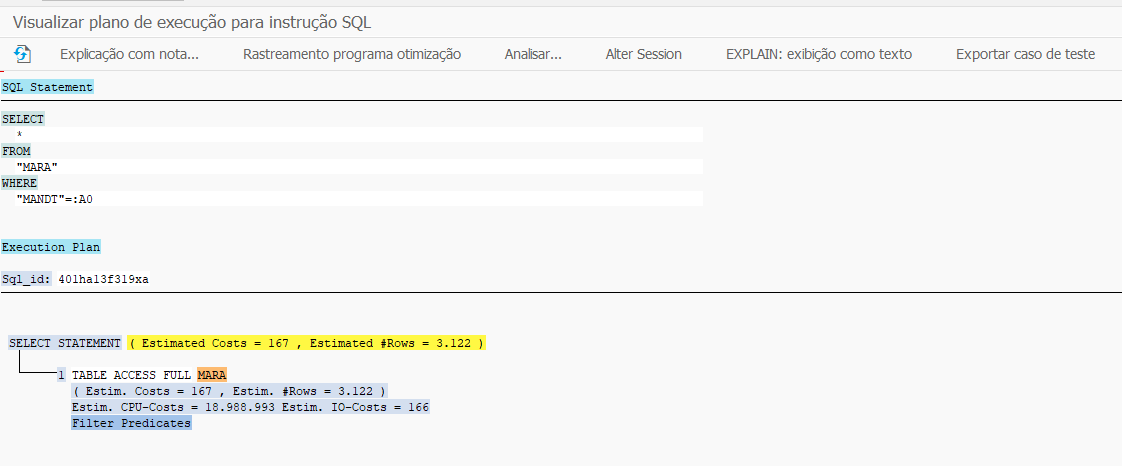 Visualizar plano de execução para instrução SQL
Explicação com nota... Rastreamento programa otimização Analisar... Alter Session EXPLAIN: exibição como texto Exportar caso de teste
SQL Statement
SELECT
*
FROM
"MARA"
WHERE
"MANDT"=:A0
Execution Plan
Sql_id: 401ha13f319xa
SELECT STATEMENT ( Estimated Costs = 167 , Estimated #Rows = 3.122 )
1 TABLE ACCESS FULL MARA
( Estim. Costs = 167 , Estim. #Rows = 3.122 )
Estim. CPU-Costs = 18.988.993 Estim. IO-Costs = 166
Filter Predicates